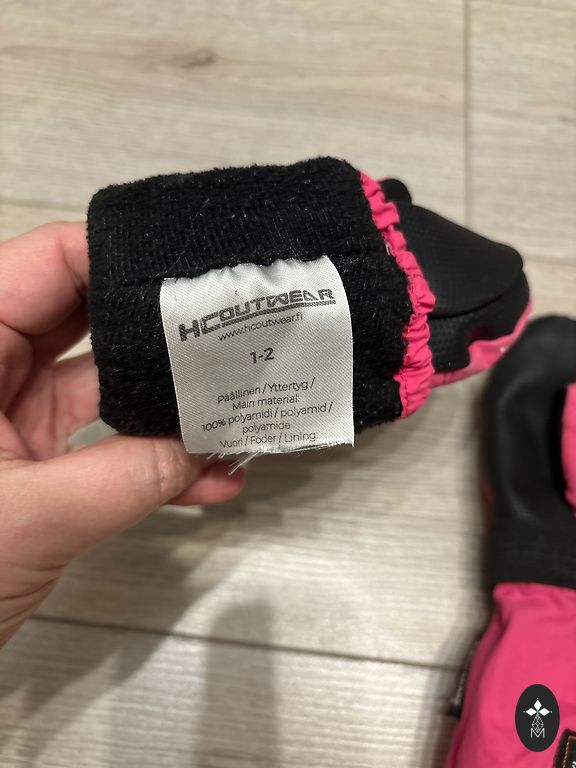 HCOUTWEAR
www.hcoutwear.fi
1-2
Päällinen / Yttertyg /
Main material:
100% polyamidi / polyamid /
polyamide
Vuori / Foder / Lining:
M